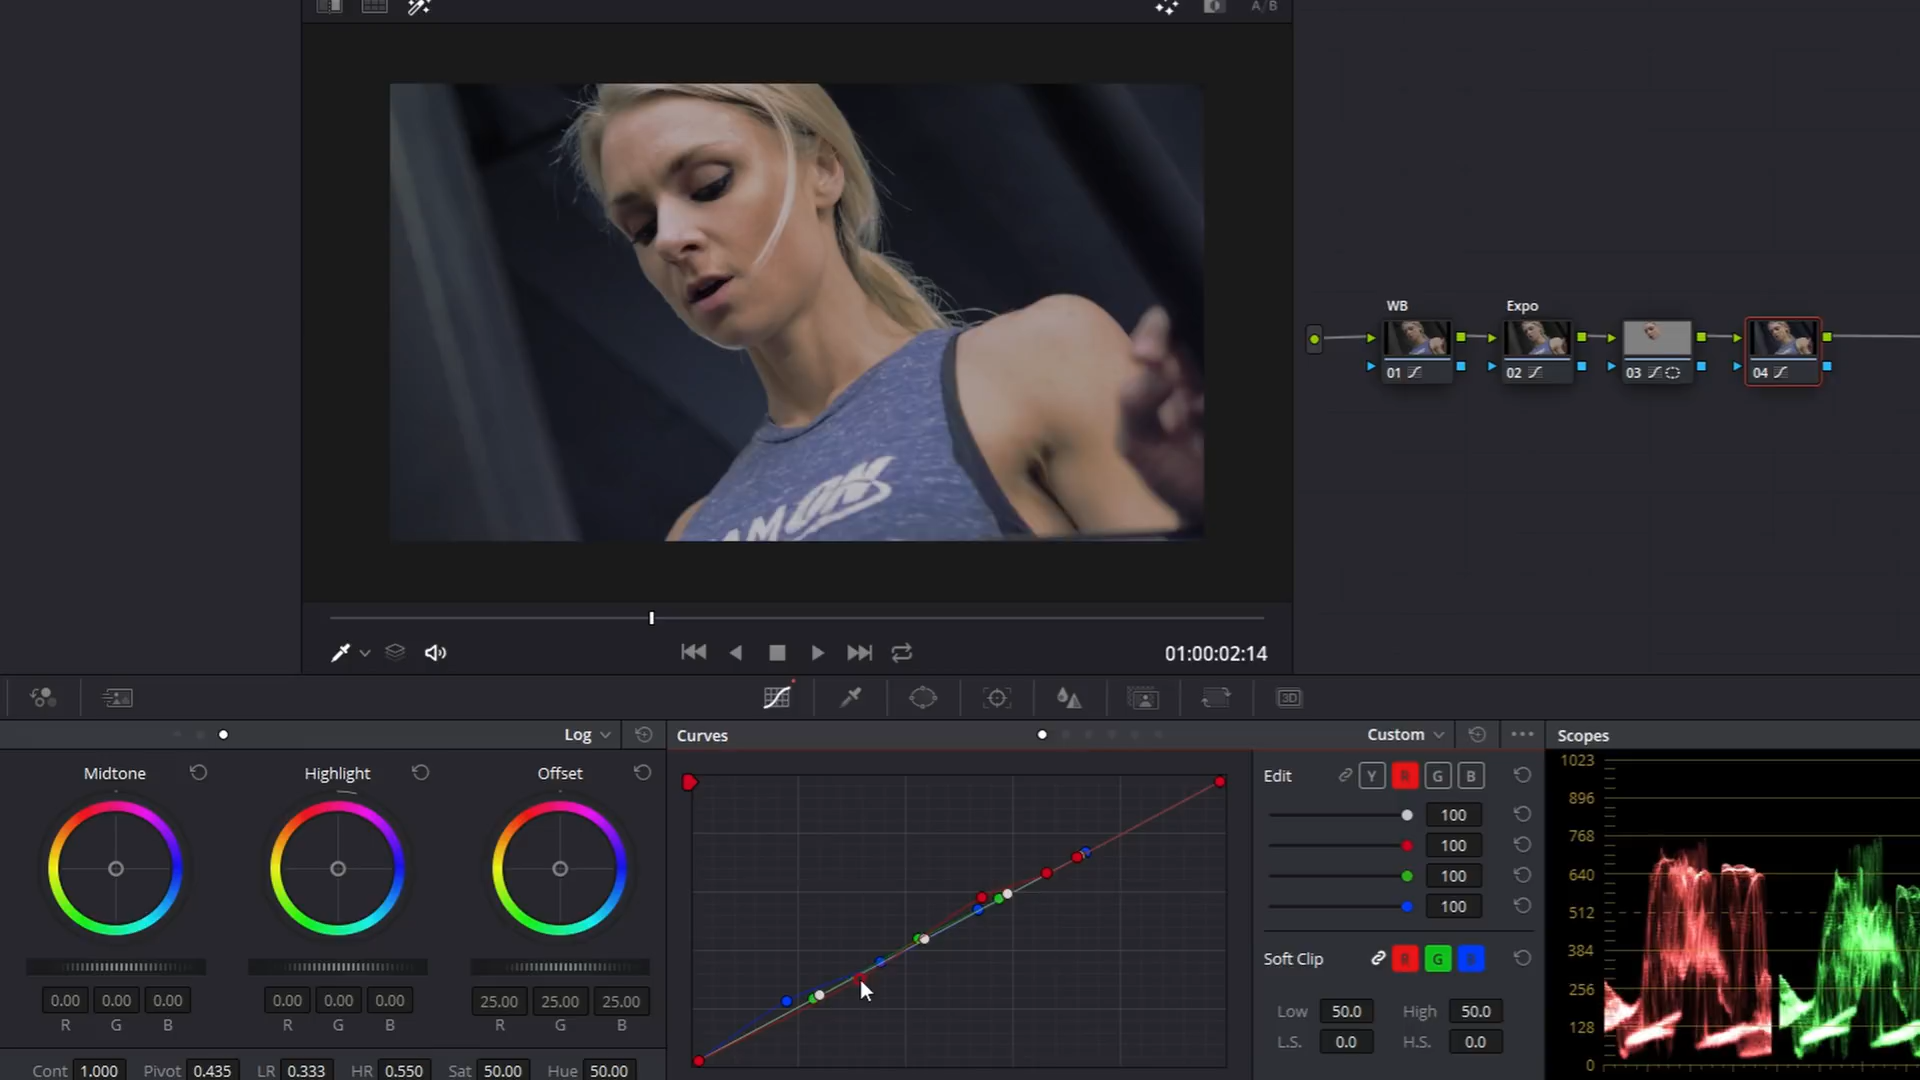 A/B
AMON
WB
Expo
01
02
03
04
01:00:02:14
3D
Log
Curves
Custom
Scopes
Midtone
Highlight
Offset
Edit
Y
R
G
B
100
100
100
100
Soft Clip
R
G
B
0.00
0.00
0.00
0.00
0.00
0.00
25.00
25.00
25.00
R
G
B
R
G
B
R
G
B
Low 50.0 High 50.0
L.S. 0.0 H.S. 0.0
Cont 1.000 Pivot 0.435 LR 0.333 HR 0.550 Sat 50.00 Hue 50.00
1023
896
768
640
512
384
256
128
0